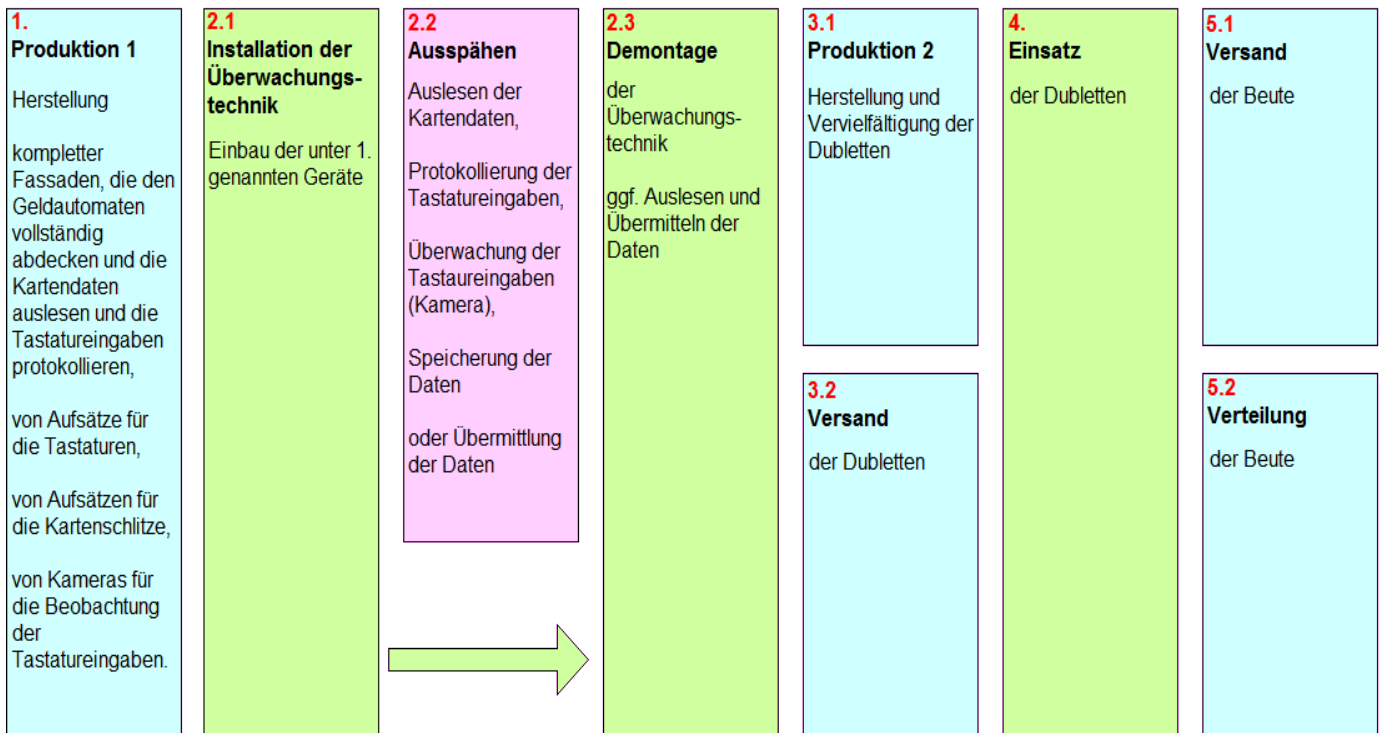 1.
Produktion 1
Herstellung
kompletter
Fassaden, die den
Geldautomaten
vollständig
abdecken und die
Kartendaten
auslesen und die
Tastatureingaben
protokollieren,
von Aufsätze für
die Tastaturen,
von Aufsätzen für
die Kartenschlitze,
von Kameras für
die Beobachtung
der
Tastatureingaben.
2.1
Installation der
Überwachungs-
technik
Einbau der unter 1.
genannten Geräte
2.2
Ausspähen
Auslesen der
Kartendaten,
Protokollierung der
Tastatureingaben,
Überwachung der
Tastaureingaben
(Kamera),
Speicherung der
Daten
oder Übermittlung
der Daten
2.3
Demontage
der
Überwachungs-
technik
ggf. Auslesen und
Übermitteln der
Daten
3.1
Produktion 2
Herstellung und
Vervielfältigung der
Dubletten
3.2
Versand
der Dubletten
4.
Einsatz
der Dubletten
5.1
Versand
der Beute
5.2
Verteilung
der Beute